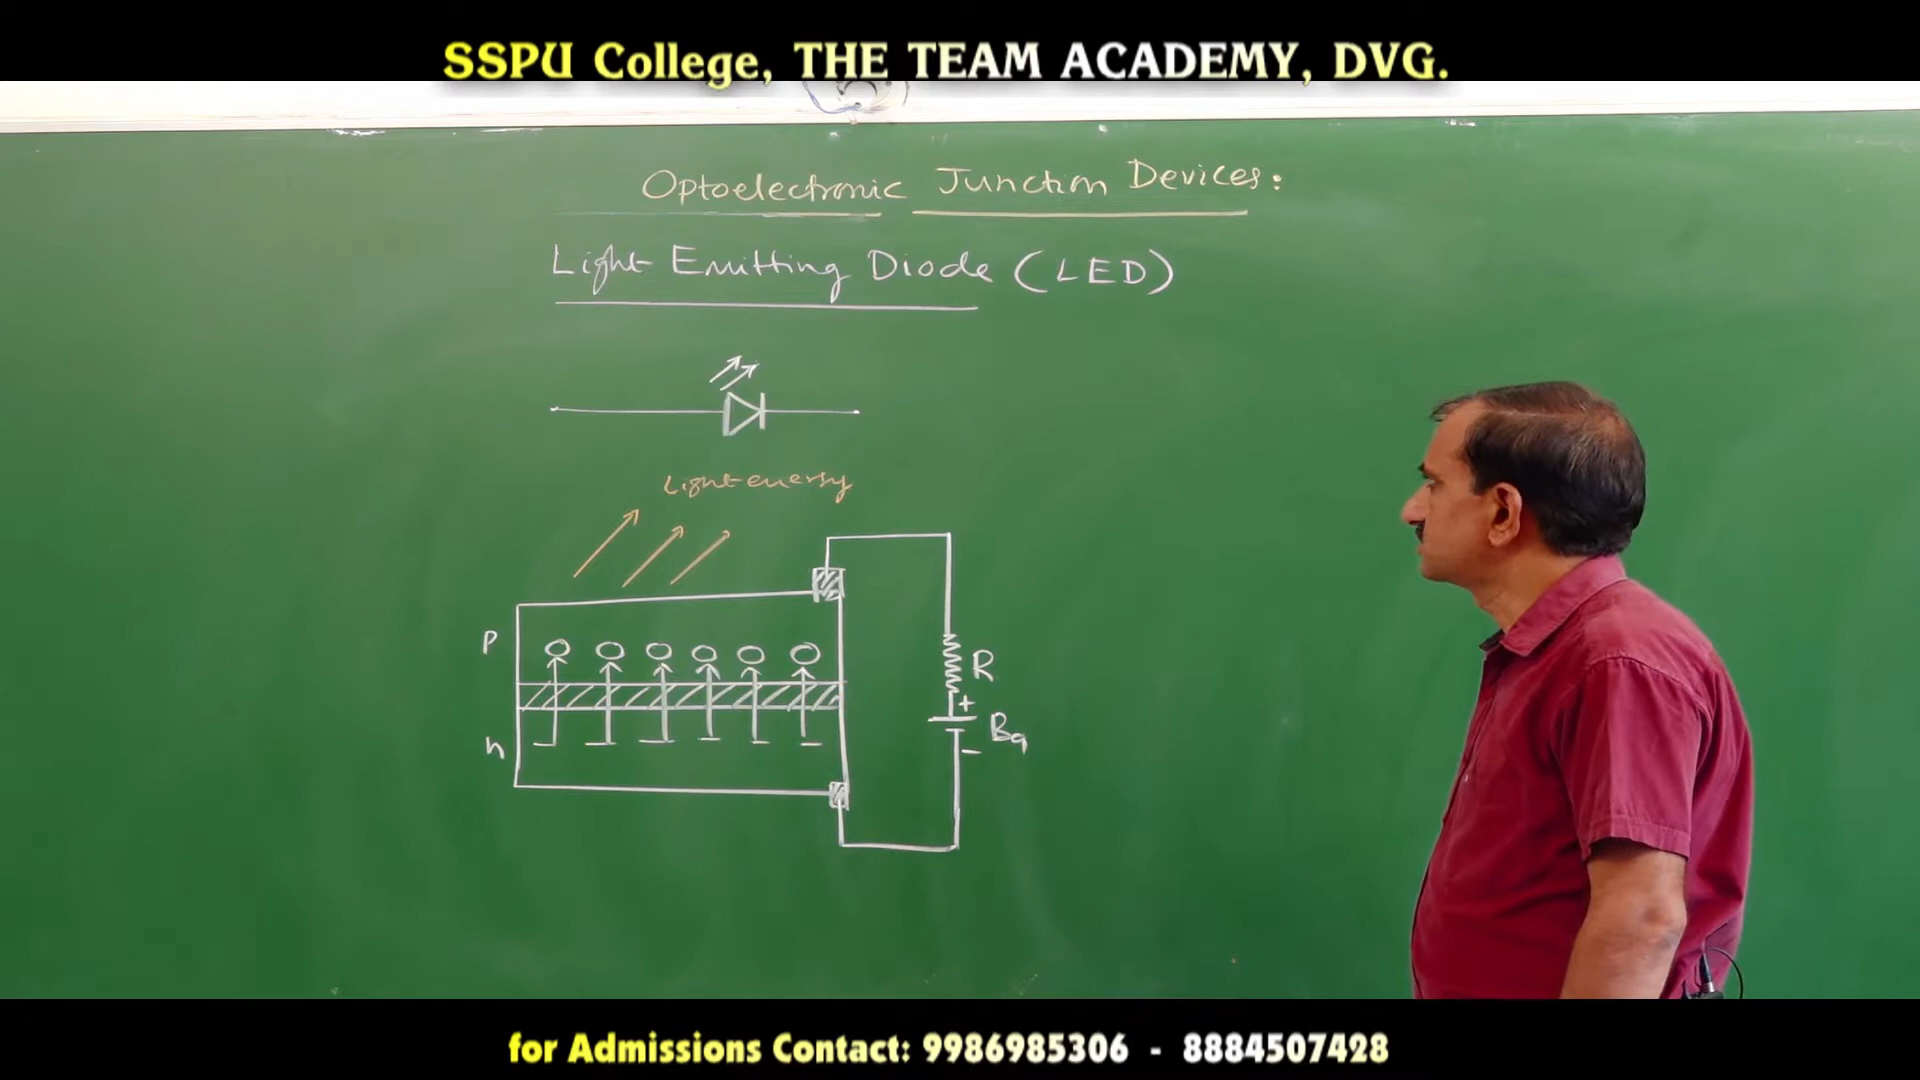 SSPU College, THE TEAM ACADEMY, DVG.
Optoelectronic Junction Devices:
Light Emitting Diode (LED)
Light energy
P
R
+
n
-
for Admissions Contact: 9986985306 - 8884507428